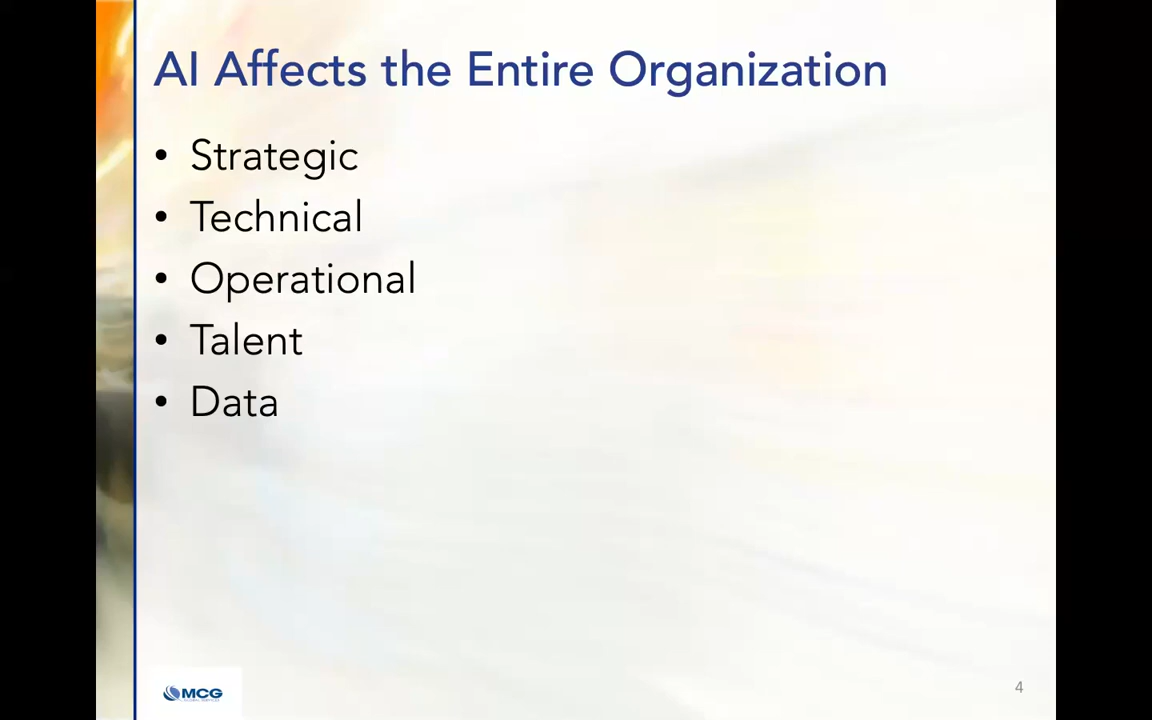 AI Affects the Entire Organization
• Strategic
• Technical
• Operational
• Talent
• Data
MCG
4